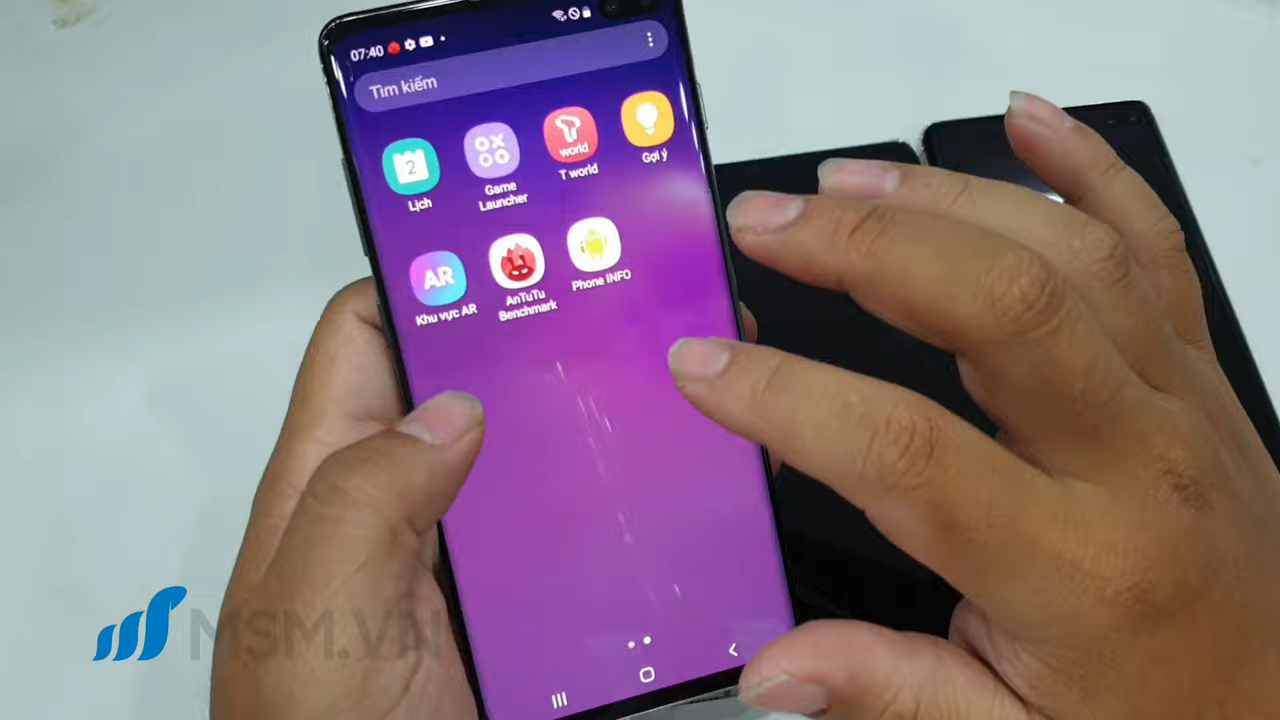 07:40
Tìm kiếm
2
Lịch
Game
Launcher
world
T world
Gợi ý
AR
Khu vực AR
AnTuTu
Benchmark
Phone INFO
MSM.VN